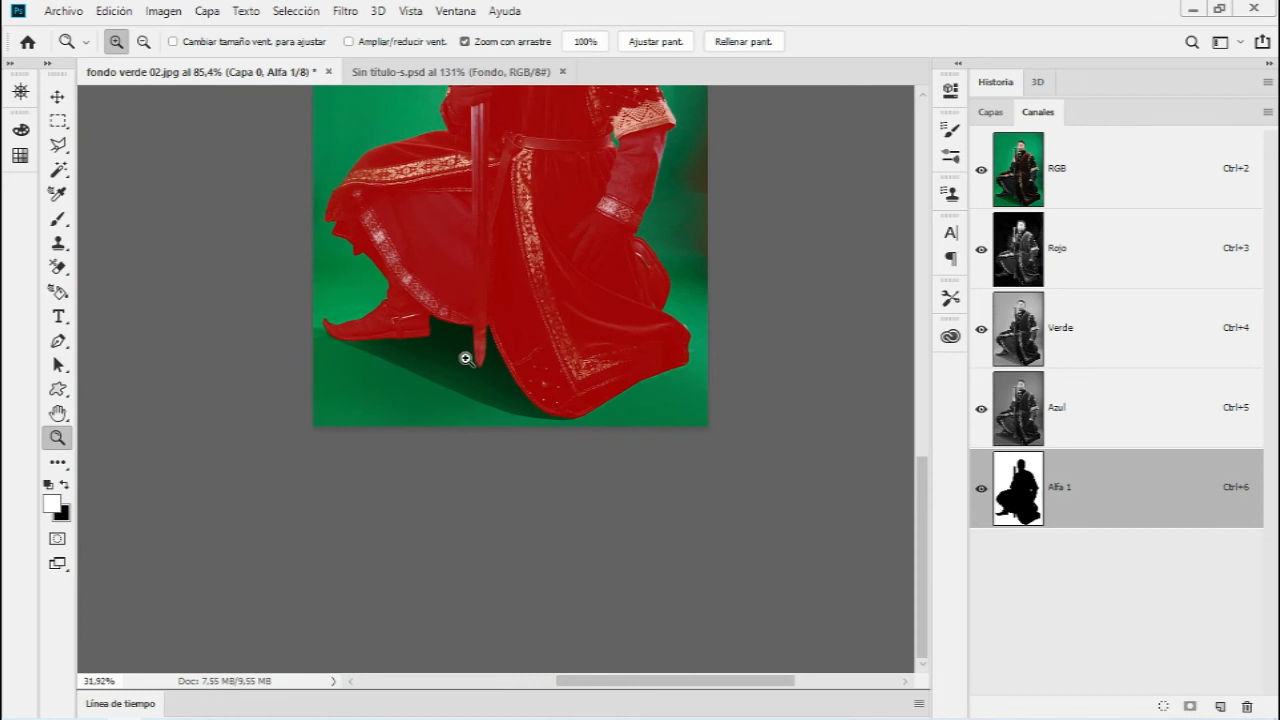 Ps Archivo Edición Imagen Capa Texto Selección Filtro 3D Vista Ventana Ayuda
Cambiar tamaño vent. para ajustar Ampliar/reducir vent. Zoom con arrastre 100% Ajustar pant. Rellenar pant.
fondo verde 02.jpg al 85,4% (Capa 0, Alfa 1/8) * Sin título-s.psd al 131% (Fondo, RGB/8#)
Historia 3D
Capas Canales
RGB Ctrl+2
Rojo Ctrl+3
Verde Ctrl+4
Azul Ctrl+5
Alfa 1 Ctrl+6
31,92% Doc: 7,55 MB/9,55 MB
Línea de tiempo